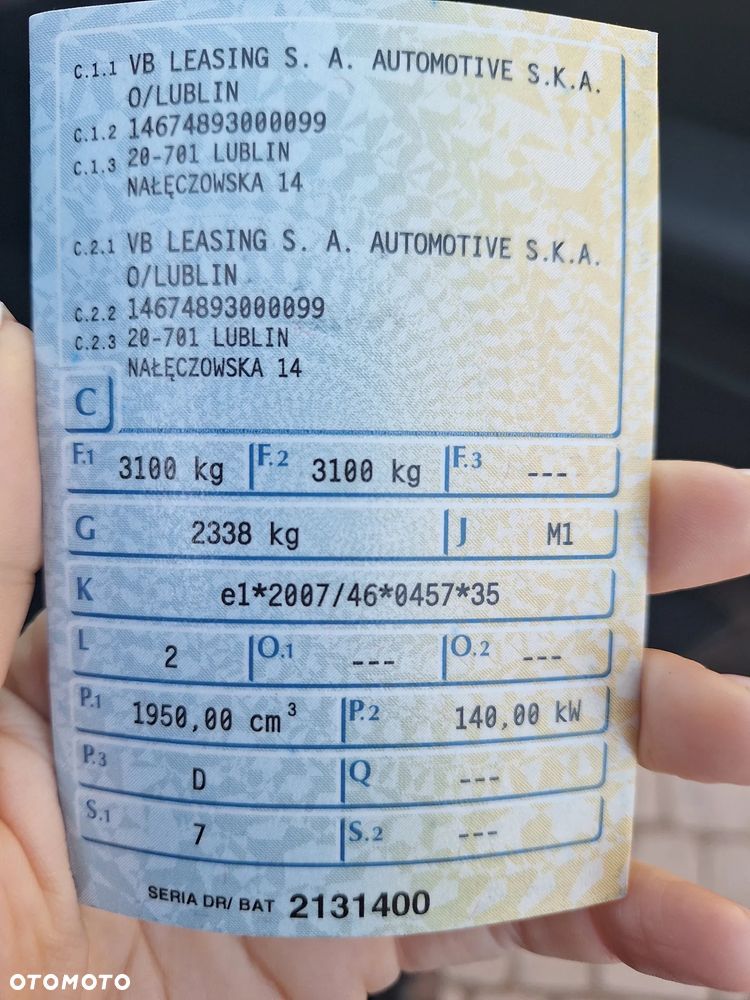 C.1.1 VB LEASING S. A. AUTOMOTIVE S.K.A.
O/LUBLIN
C.1.2 14674893000099
C.1.3 20-701 LUBLIN
NAŁĘCZOWSKA 14
C.2.1 VB LEASING S. A. AUTOMOTIVE S.K.A.
O/LUBLIN
C.2.2 14674893000099
C.2.3 20-701 LUBLIN
NAŁĘCZOWSKA 14
C
F.1 3100 kg F.2 3100 kg F.3 ---
G 2338 kg J M1
K e1*2007/46*0457*35
L 2 O.1 --- O.2 ---
P.1 1950,00 cm³ P.2 140,00 kW
P.3 D Q ---
S.1 7 S.2 ---
SERIA DR/ BAT 2131400
OTOMOTO